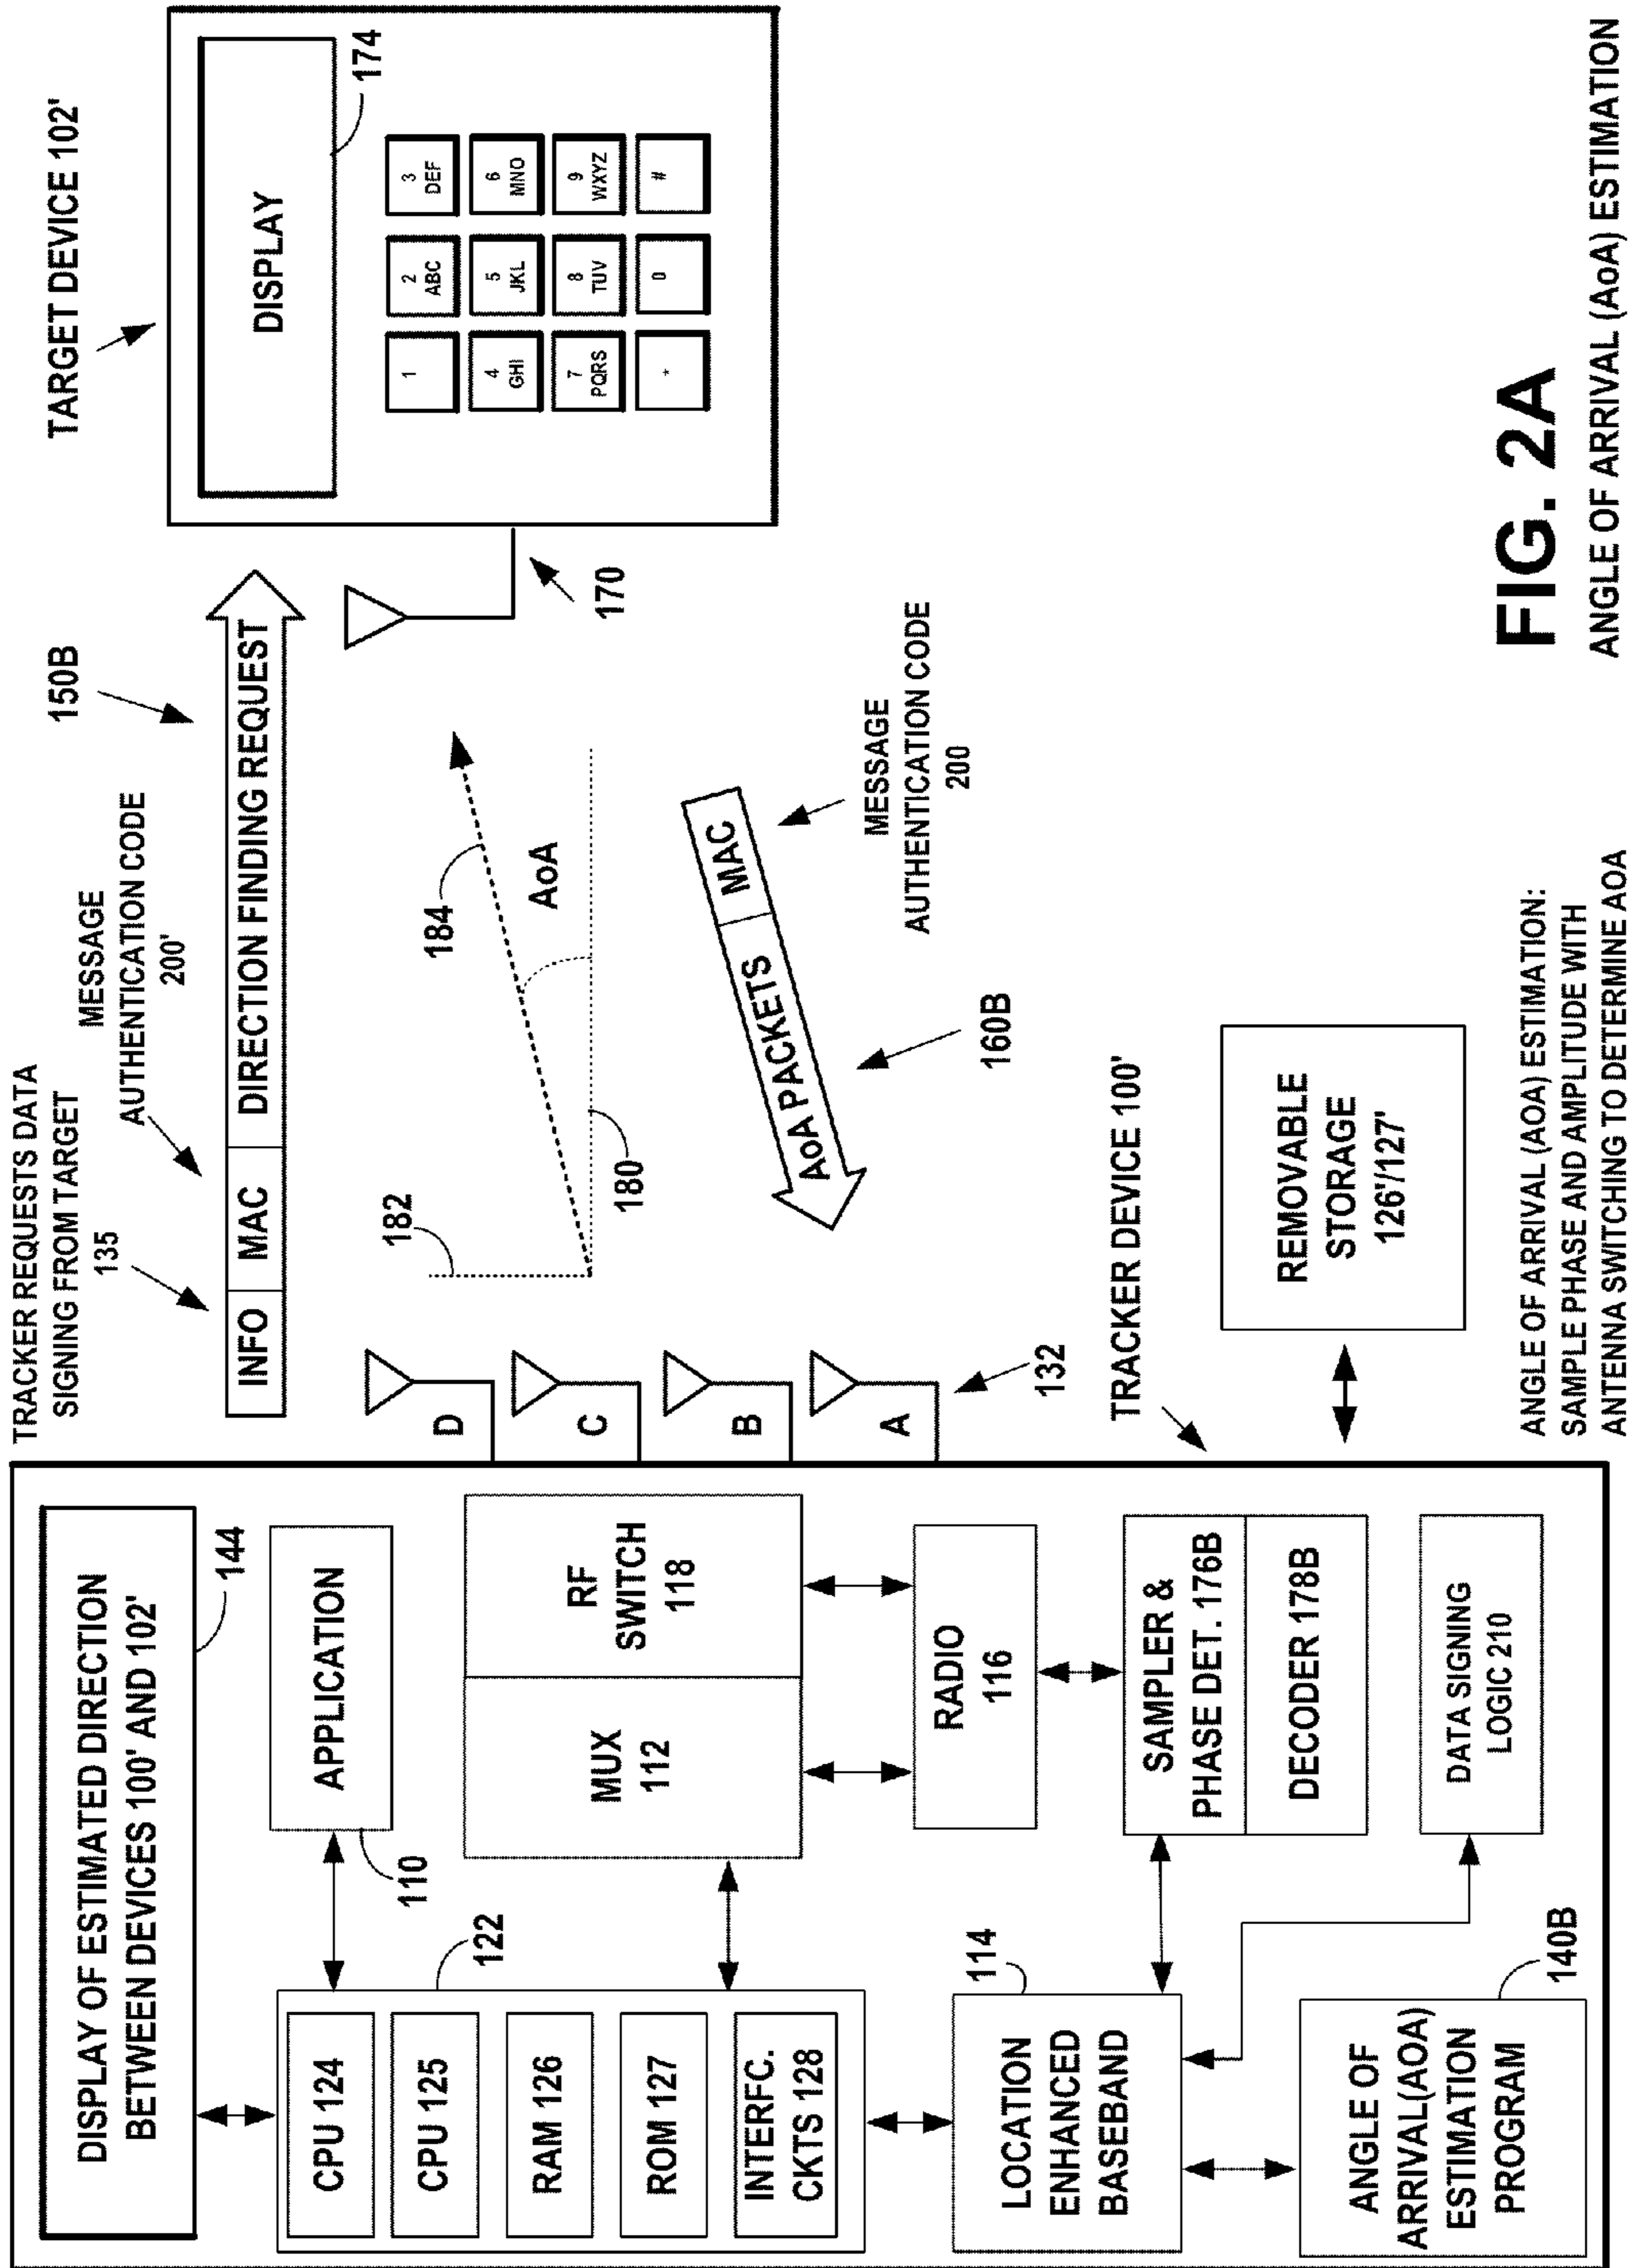 TRACKER REQUESTS DATA
SIGNING FROM TARGET
135
MESSAGE
AUTHENTICATION CODE
200'
150B
TARGET DEVICE 102'
INFO
MAC
DIRECTION FINDING REQUEST
DISPLAY OF ESTIMATED DIRECTION
BETWEEN DEVICES 100' AND 102'
144
CPU 124
CPU 125
RAM 126
ROM 127
INTERFC.
CKTS 128
122
APPLICATION
110
MUX
112
RF
SWITCH
118
RADIO
116
LOCATION
ENHANCED
BASEBAND
114
SAMPLER &
PHASE DET. 176B
DECODER 178B
ANGLE OF
ARRIVAL(AOA)
ESTIMATION
PROGRAM
140B
DATA SIGNING
LOGIC 210
D
C
B
A
132
182
184
AoA
180
170
AoA PACKETS
MAC
160B
MESSAGE
AUTHENTICATION CODE
200
DISPLAY
174
1
2
ABC
3
DEF
4
GHI
5
JKL
6
MNO
7
PQRS
8
TUV
9
WXYZ
*
0
#
TRACKER DEVICE 100'
REMOVABLE
STORAGE
126'/127'
ANGLE OF ARRIVAL (AOA) ESTIMATION:
SAMPLE PHASE AND AMPLITUDE WITH
ANTENNA SWITCHING TO DETERMINE AOA
FIG. 2A
ANGLE OF ARRIVAL (AoA) ESTIMATION